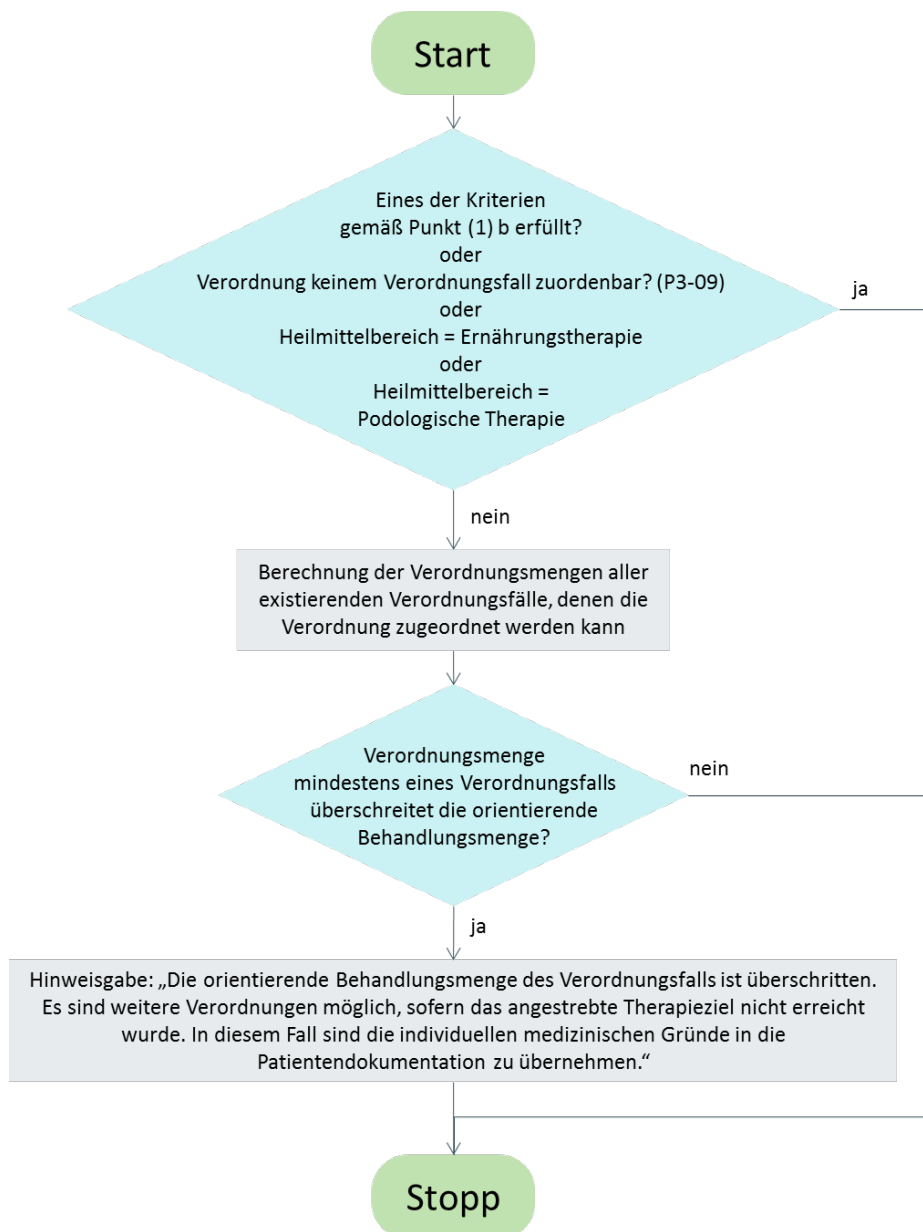 Start
Eines der Kriterien
gemäß Punkt (1) b erfüllt?
oder
Verordnung keinem Verordnungsfall zuordenbar? (P3-09)
oder
Heilmittelbereich = Ernährungstherapie
oder
Heilmittelbereich =
Podologische Therapie
ja
nein
Berechnung der Verordnungsmengen aller
existierenden Verordnungsfälle, denen die
Verordnung zugeordnet werden kann
Verordnungsmenge
mindestens eines Verordnungsfalls
überschreitet die orientierende
Behandlungsmenge?
nein
ja
Hinweisgabe: „Die orientierende Behandlungsmenge des Verordnungsfalls ist überschritten.
Es sind weitere Verordnungen möglich, sofern das angestrebte Therapieziel nicht erreicht
wurde. In diesem Fall sind die individuellen medizinischen Gründe in die
Patientendokumentation zu übernehmen.“
Stopp